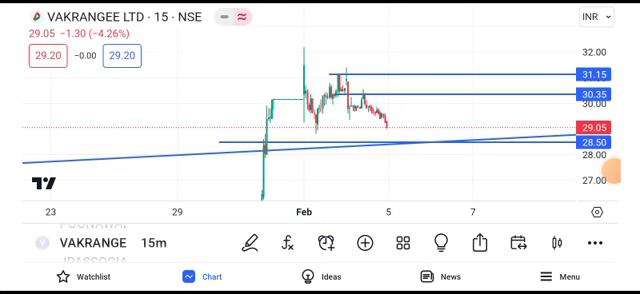 VAKRANGEE LTD · 15 · NSE
INR
29.05 −1.30 (−4.26%)
29.20 −0.00 29.20
32.00
31.15
30.35
30.00
29.05
28.50
28.00
27.00
23 29 Feb 5 7
POONAWAL
V VAKRANGE 15m
JPASSOCIA
Watchlist Chart Ideas News Menu